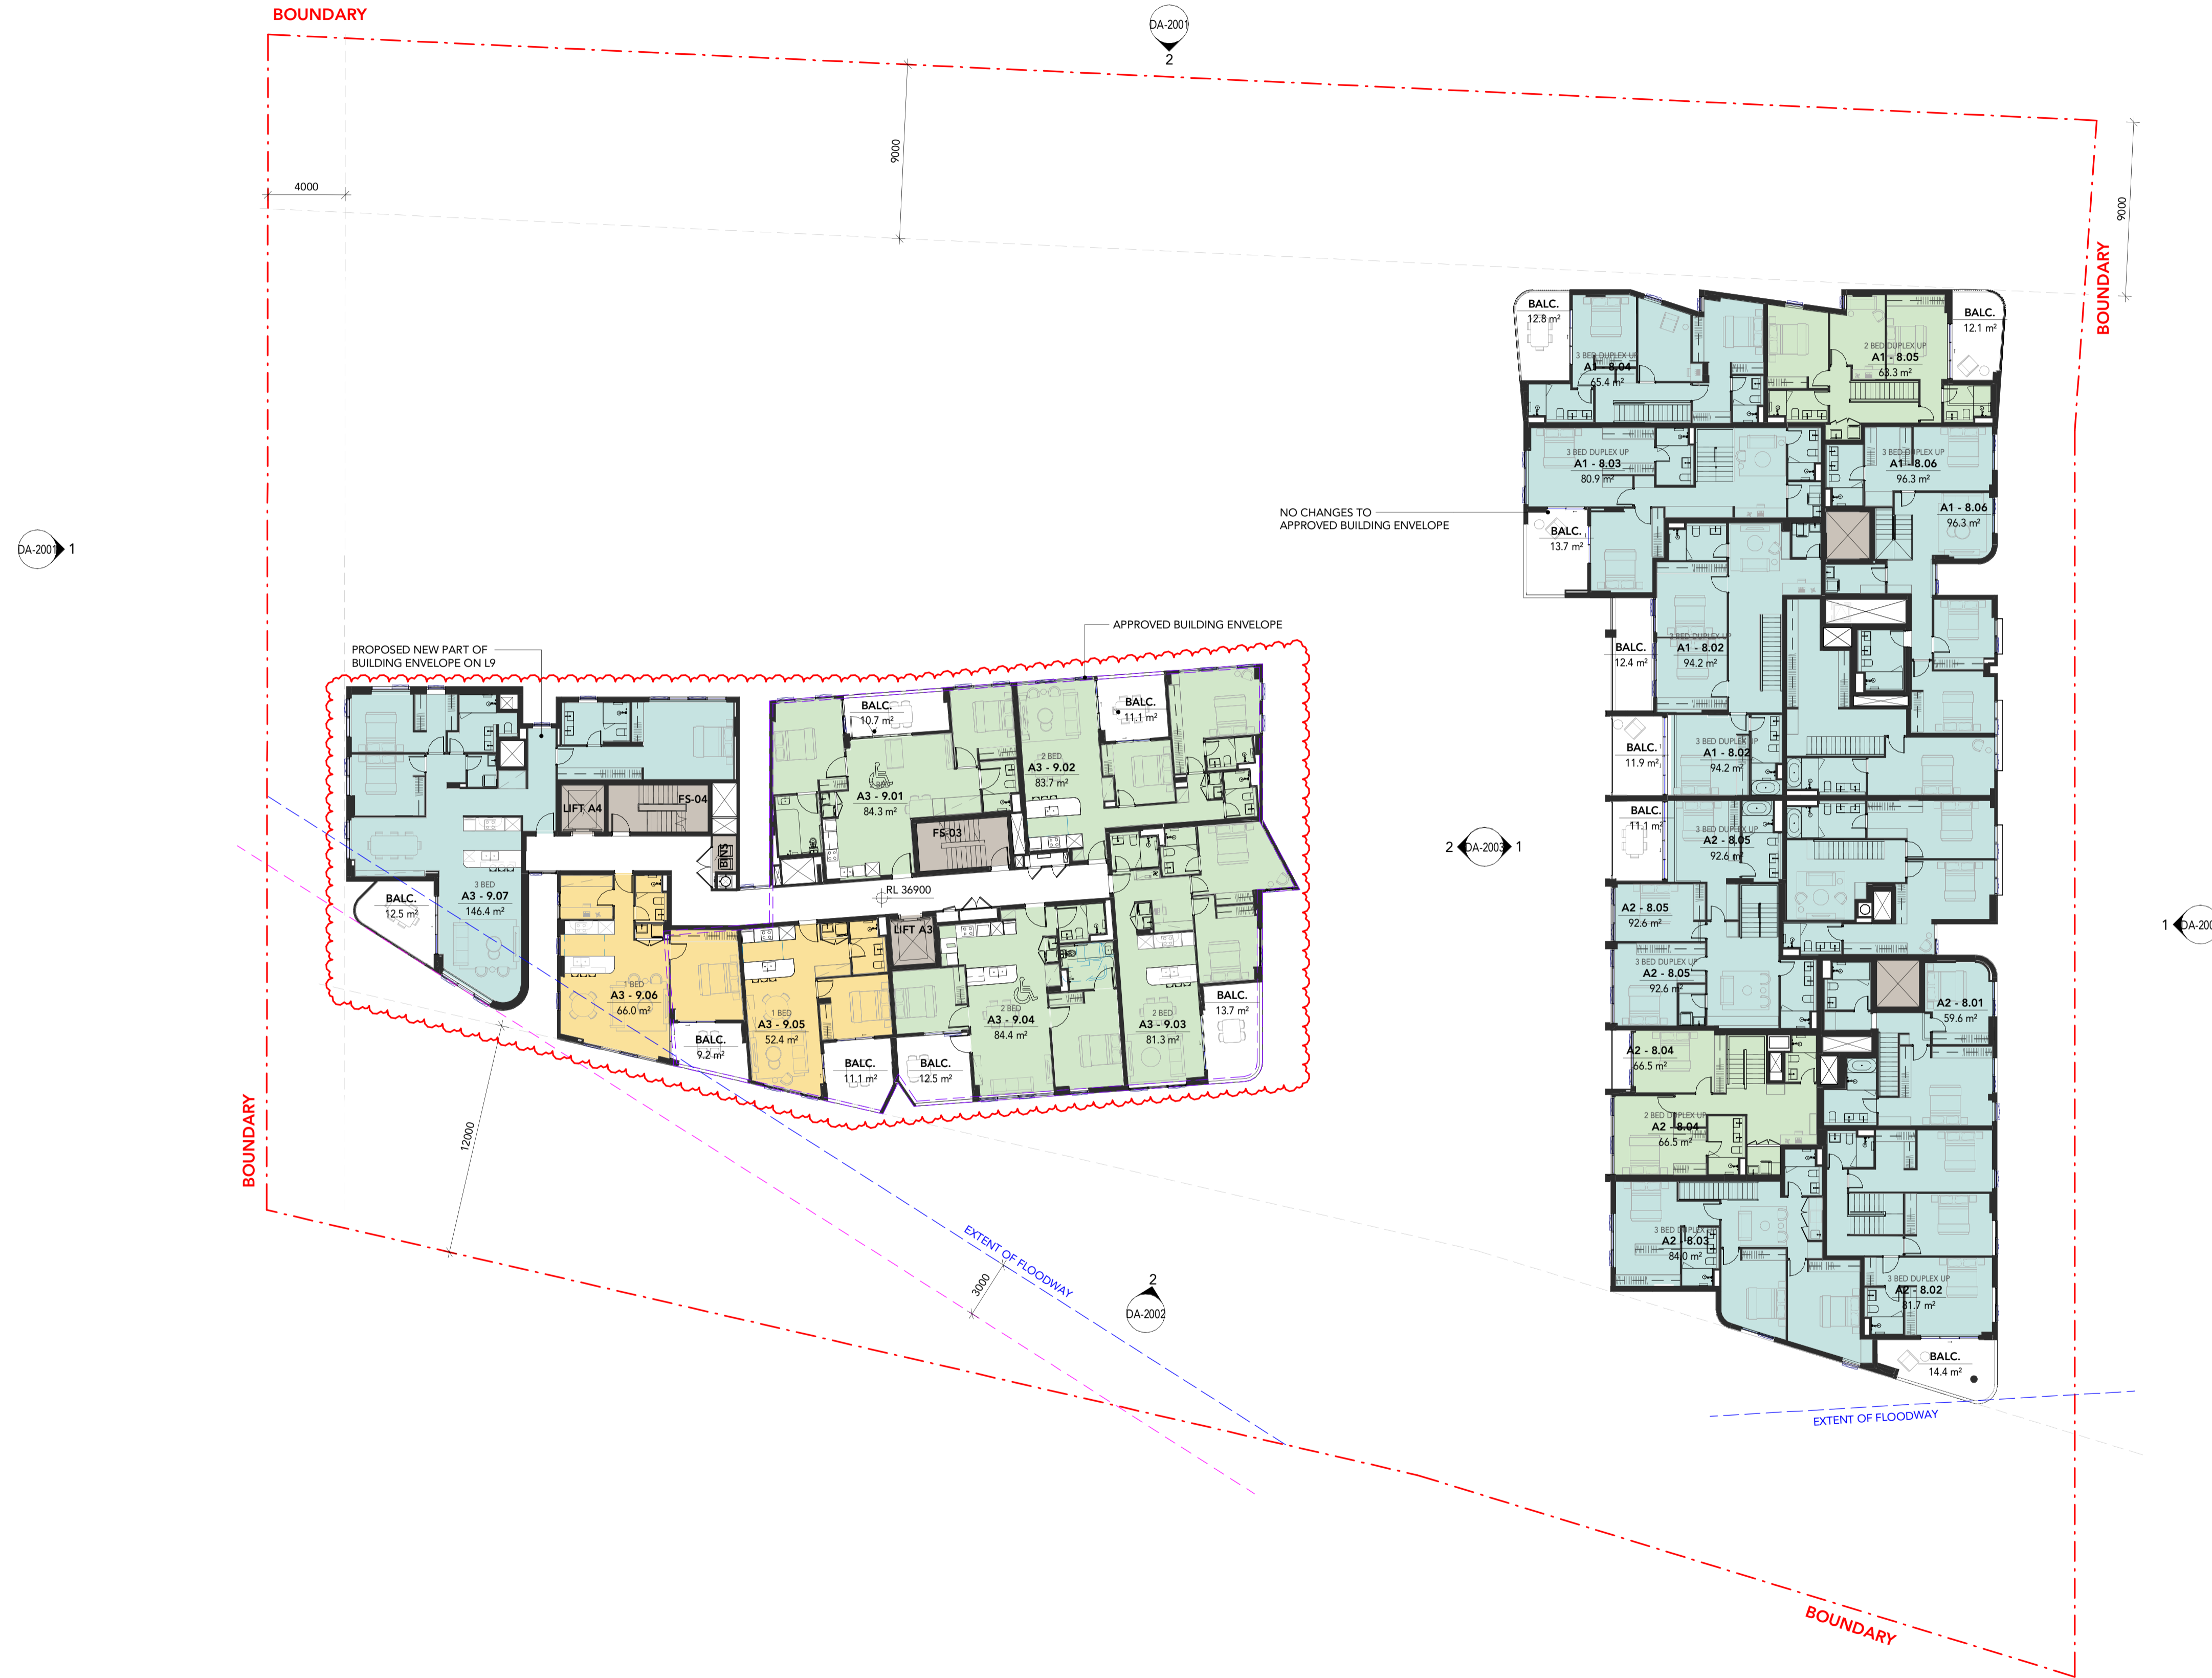 BOUNDARY
DA-2001
2
9000
4000
9000
BOUNDARY
BALC.
12.8 m²
3 BED DUPLEX UP
A1 - 8.04
65.4 m²
2 BED DUPLEX UP
A1 - 8.05
63.3 m²
BALC.
12.1 m²
3 BED DUPLEX UP
A1 - 8.03
80.9 m²
3 BED DUPLEX UP
A1 - 8.06
96.3 m²
A1 - 8.06
96.3 m²
NO CHANGES TO
APPROVED BUILDING ENVELOPE
BALC.
13.7 m²
DA-2001
1
APPROVED BUILDING ENVELOPE
PROPOSED NEW PART OF
BUILDING ENVELOPE ON L9
BALC.
12.4 m²
3 BED DUPLEX UP
A1 - 8.02
94.2 m²
BALC.
10.7 m²
BALC.
11.1 m²
BALC.
11.9 m²
3 BED DUPLEX UP
A1 - 8.02
94.2 m²
2 BED
A3 - 9.02
83.7 m²
A3 - 9.01
84.3 m²
LIFT A4
FS-04
FS-03
BINS
BALC.
11.1 m²
3 BED DUPLEX UP
A2 - 8.05
92.6 m²
2
DA-2003
1
RL 36900
3 BED
A3 - 9.07
146.4 m²
BALC.
12.5 m²
LIFT A3
A2 - 8.05
92.6 m²
1
DA-200
3 BED DUPLEX UP
A2 - 8.05
92.6 m²
1 BED
A3 - 9.06
66.0 m²
1 BED
A3 - 9.05
52.4 m²
2 BED
A3 - 9.04
84.4 m²
2 BED
A3 - 9.03
81.3 m²
BALC.
13.7 m²
A2 - 8.01
59.6 m²
BALC.
9.2 m²
BALC.
11.1 m²
BALC.
12.5 m²
A2 - 8.04
66.5 m²
2 BED DUPLEX UP
A2 - 8.04
66.5 m²
BOUNDARY
12000
EXTENT OF FLOODWAY
3000
2
DA-2002
3 BED DUPLEX UP
A2 - 8.03
84.0 m²
3 BED DUPLEX UP
A2 - 8.02
81.7 m²
BALC.
14.4 m²
EXTENT OF FLOODWAY
BOUNDARY